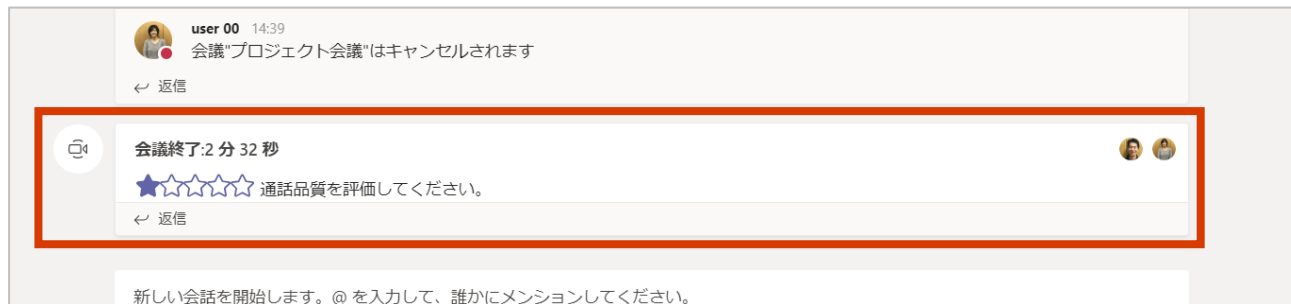 user 00 14:39
会議"プロジェクト会議"はキャンセルされます
返信
会議終了:2 分 32 秒
通話品質を評価してください。
返信
新しい会話を開始します。@ を入力して、誰かにメンションしてください。